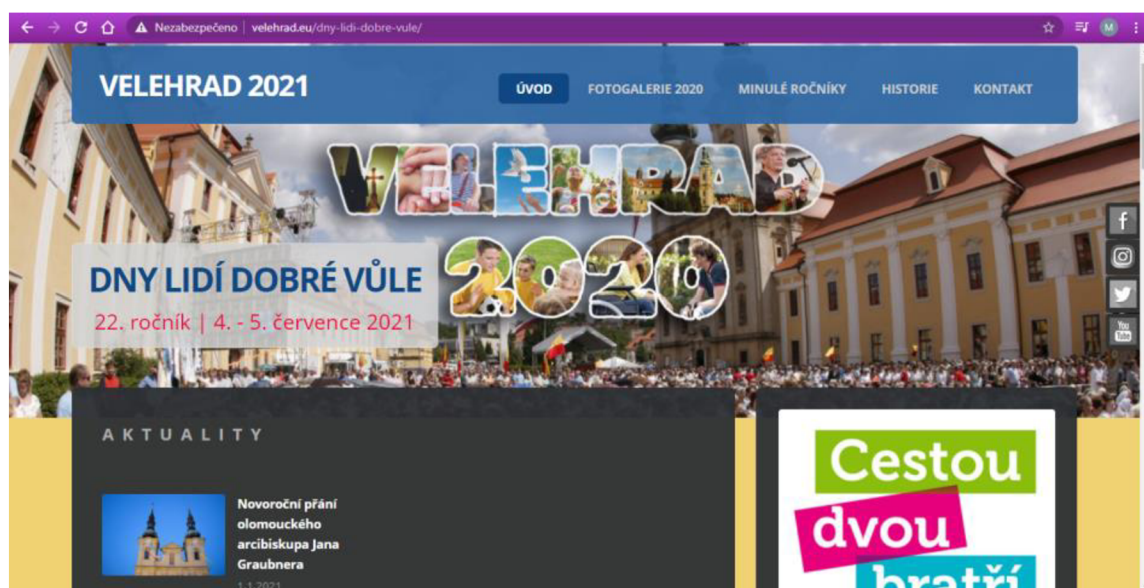 Nezabezpečeno | velehrad.eu/dny-lidi-dobre-vule/
M
VELEHRAD 2021
ÚVOD
FOTOGALERIE 2020
MINULÉ ROČNÍKY
HISTORIE
KONTAKT
VELEHRAD
2020
DNY LIDÍ DOBRÉ VŮLE
22. ročník | 4. - 5. července 2021
f
You
Tube
AKTUALITY
Novoroční přání
olomouckého
arcibiskupa Jana
Graubnera
1.1.2021
Cestou
dvou
bratří